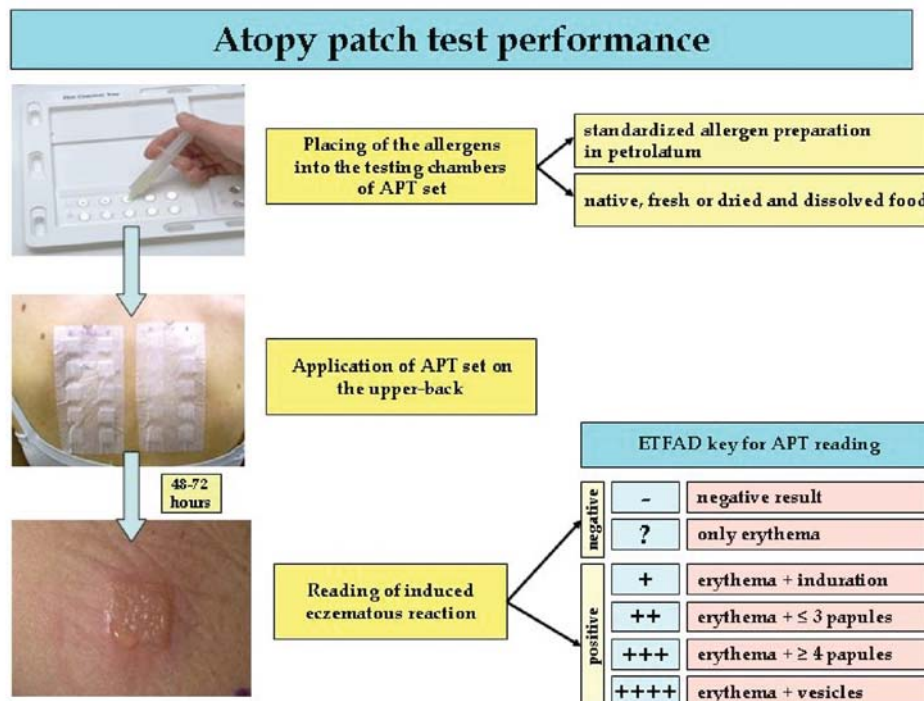 Atopy patch test performance
Placing of the allergens
into the testing chambers
of APT set
standardized allergen preparation
in petrolatum
native, fresh or dried and dissolved food
Application of APT set on
the upper-back
48-72
hours
Reading of induced
eczematous reaction
ETFAD key for APT reading
negative
- negative result
? only erythema
positive
+ erythema + induration
++ erythema + ≤ 3 papules
+++ erythema + ≥ 4 papules
++++ erythema + vesicles